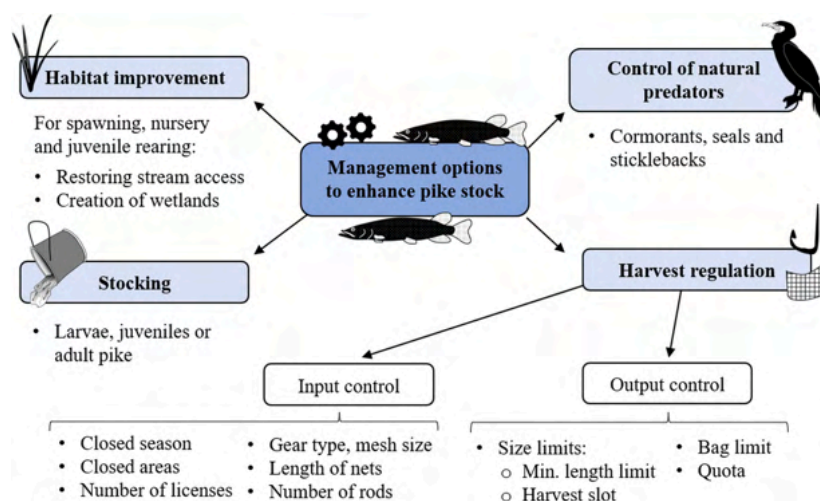 Habitat improvement
For spawning, nursery
and juvenile rearing:
• Restoring stream access
• Creation of wetlands
Control of natural
predators
• Cormorants, seals and
sticklebacks
Management options
to enhance pike stock
Stocking
• Larvae, juveniles or
adult pike
Harvest regulation
Input control
• Closed season
• Closed areas
• Number of licenses
• Gear type, mesh size
• Length of nets
• Number of rods
Output control
• Size limits:
o Min. length limit
o Harvest slot
• Bag limit
• Quota